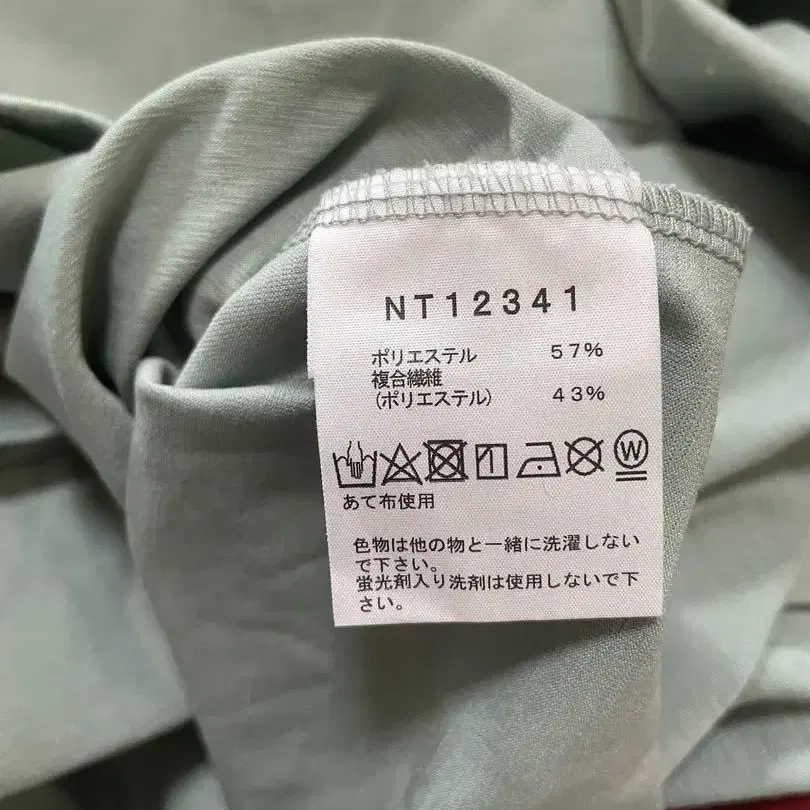 NT12341
ポリエステル 57%
複合繊維
(ポリエステル) 43%
W
あて布使用
色物は他の物と一緒に洗濯しない
で下さい。
蛍光剤入り洗剤は使用しないで下
さい。